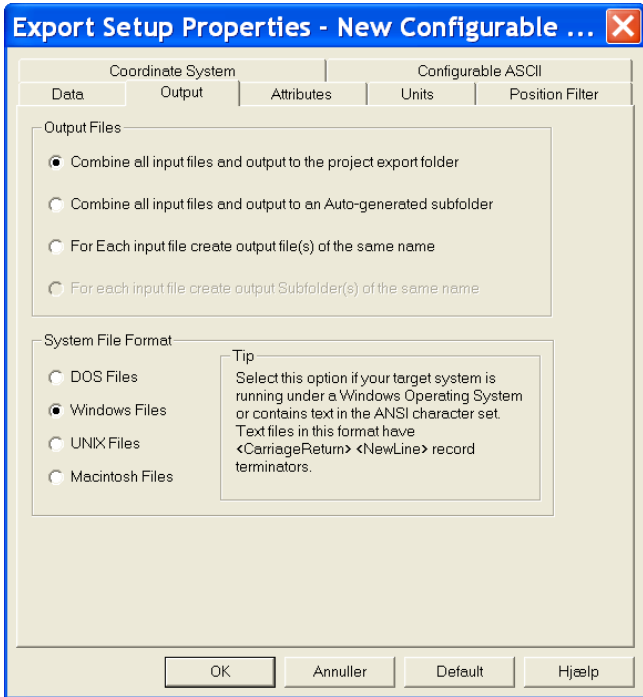 Export Setup Properties - New Configurable ...
Coordinate System Configurable ASCII
Data Output Attributes Units Position Filter
Output Files
Combine all input files and output to the project export folder
Combine all input files and output to an Auto-generated subfolder
For Each input file create output file(s) of the same name
For each input file create output Subfolder(s) of the same name
System File Format
DOS Files
Windows Files
UNIX Files
Macintosh Files
Tip
Select this option if your target system is
running under a Windows Operating System
or contains text in the ANSI character set.
Text files in this format have
<CarriageReturn> <NewLine> record
terminators.
OK Annuller Default Hjælp